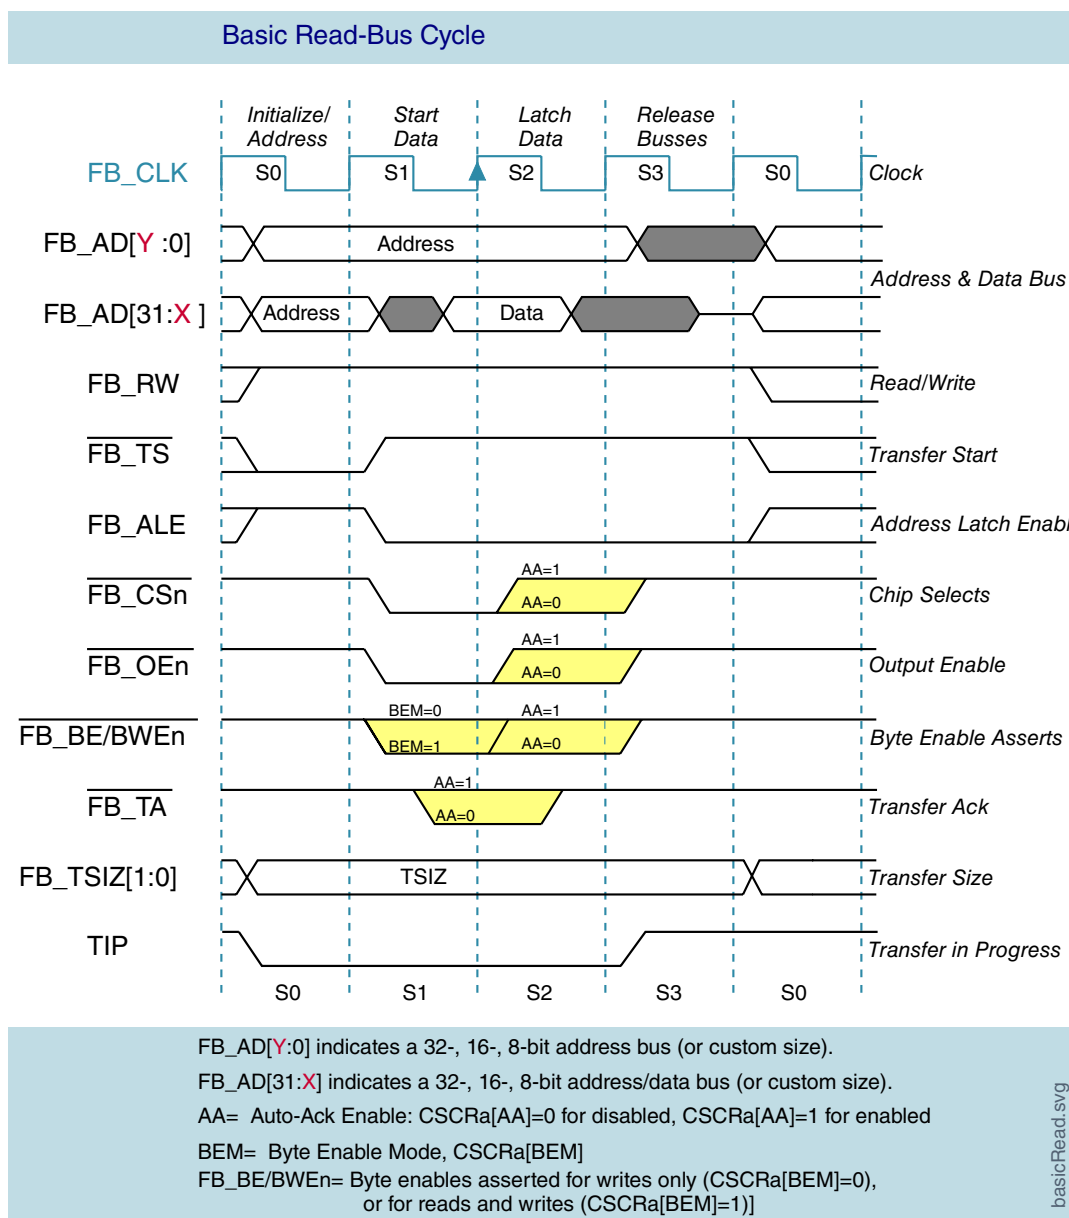 Basic Read-Bus Cycle
Initialize/ Start Latch Release
Address Data Data Busses
FB_CLK S0 S1 S2 S3 S0 Clock
FB_AD[Y :0] Address
Address & Data Bus
FB_AD[31:X ] Address Data
FB_RW Read/Write
FB_TS Transfer Start
FB_ALE Address Latch Enabl
AA=1
FB_CSn AA=0 Chip Selects
AA=1
FB_OEn AA=0 Output Enable
BEM=0 AA=1
FB_BE/BWEn BEM=1 AA=0 Byte Enable Asserts
AA=1
FB_TA AA=0 Transfer Ack
FB_TSIZ[1:0] TSIZ Transfer Size
TIP Transfer in Progress
S0 S1 S2 S3 S0
FB_AD[Y:0] indicates a 32-, 16-, 8-bit address bus (or custom size).
FB_AD[31:X] indicates a 32-, 16-, 8-bit address/data bus (or custom size).
AA= Auto-Ack Enable: CSCRa[AA]=0 for disabled, CSCRa[AA]=1 for enabled
BEM= Byte Enable Mode, CSCRa[BEM]
FB_BE/BWEn= Byte enables asserted for writes only (CSCRa[BEM]=0),
or for reads and writes (CSCRa[BEM]=1)]
basicRead.svg